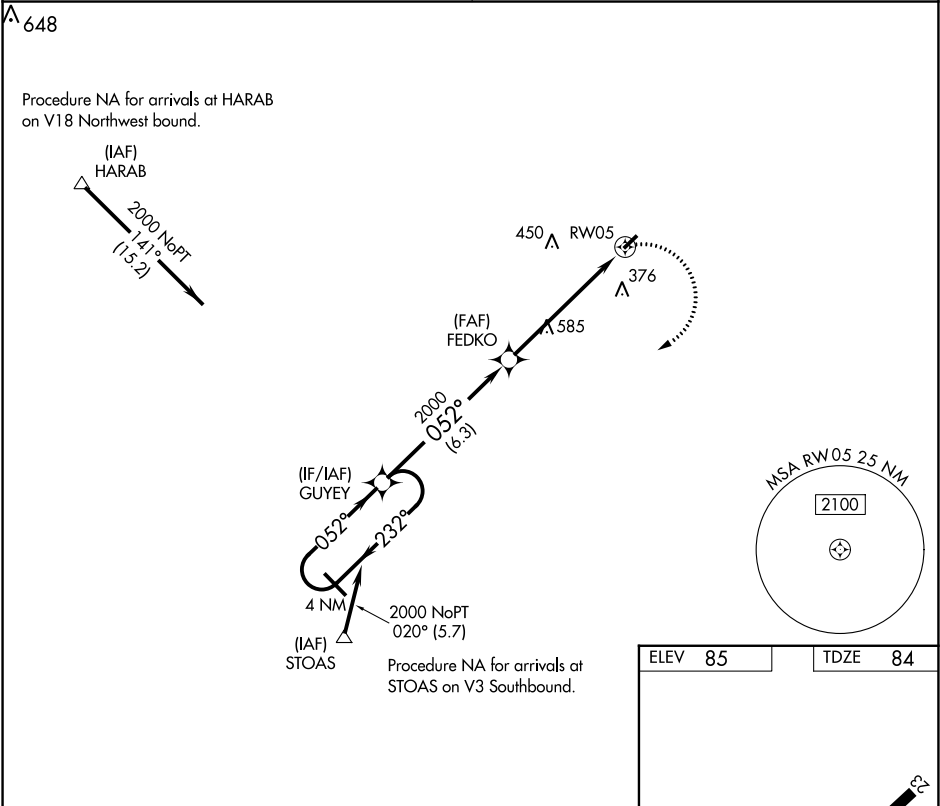 648
Procedure NA for arrivals at HARAB
on V18 Northwest bound.
(IAF)
HARAB
2000 NoPT
141°
(15.2)
450
RW05
376
585
(FAF)
FEDKO
2000
052°
(6.3)
(IF/IAF)
GUYEY
052°
232°
4 NM
2000 NoPT
020° (5.7)
(IAF)
STOAS
Procedure NA for arrivals at
STOAS on V3 Southbound.
MSA RW05 25 NM
2100
ELEV 85
TDZE 84
23